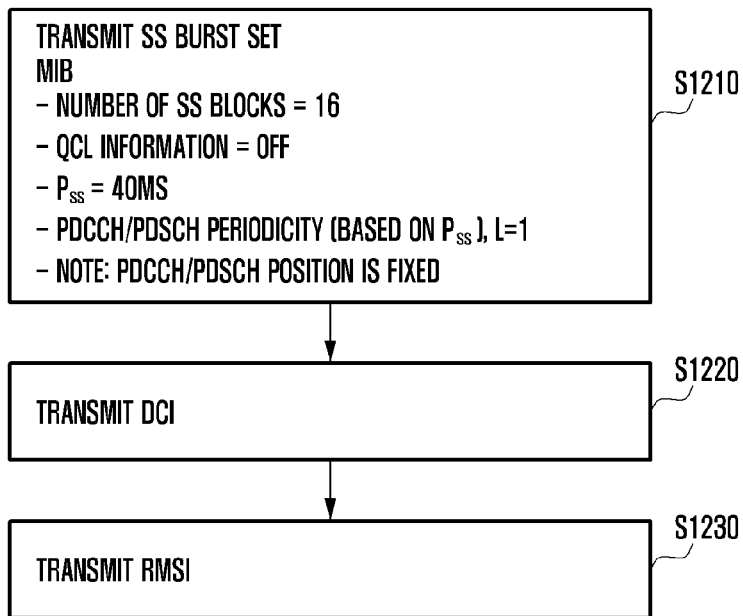 TRANSMIT SS BURST SET
MIB
– NUMBER OF SS BLOCKS = 16
– QCL INFORMATION = OFF
– PSS = 40MS
– PDCCH/PDSCH PERIODICITY (BASED ON PSS ), L=1
– NOTE: PDCCH/PDSCH POSITION IS FIXED
S1210
TRANSMIT DCI
S1220
TRANSMIT RMSI
S1230